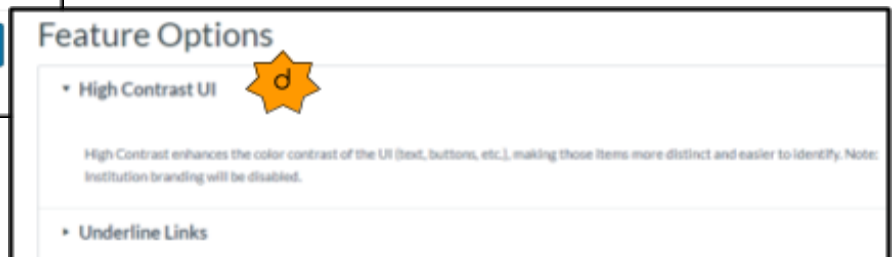 Feature Options
High Contrast UI
d
High Contrast enhances the color contrast of the UI (text, buttons, etc.), making those items more distinct and easier to identify. Note:
Institution branding will be disabled.
Underline Links